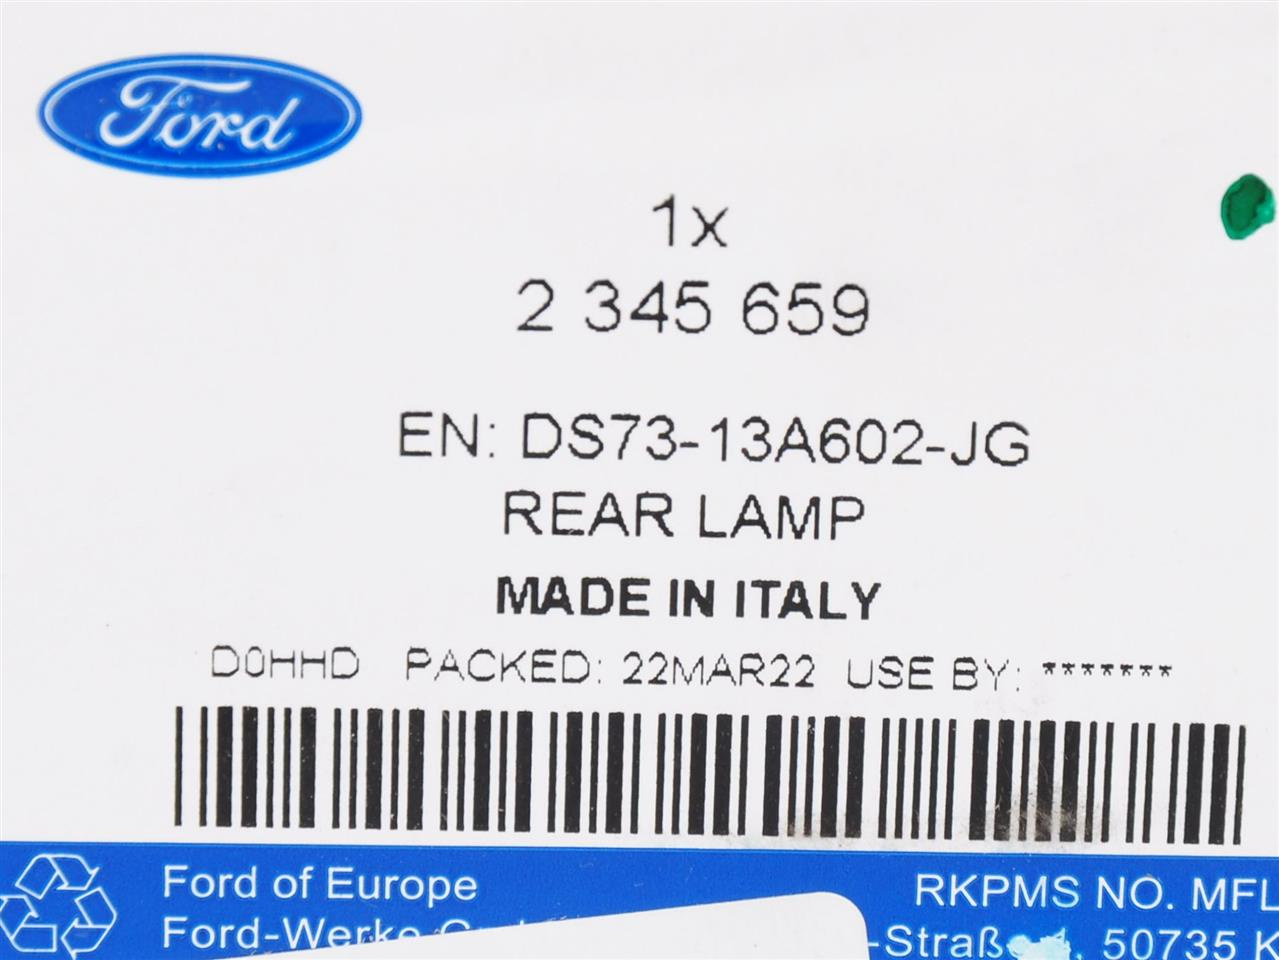 Ford
1x
2 345 659
EN: DS73-13A602-JG
REAR LAMP
MADE IN ITALY
D0HHD PACKED: 22MAR22 USE BY: *******
Ford of Europe
RKPMS NO. MFL
Ford-Werke
-Straß , 50735 K